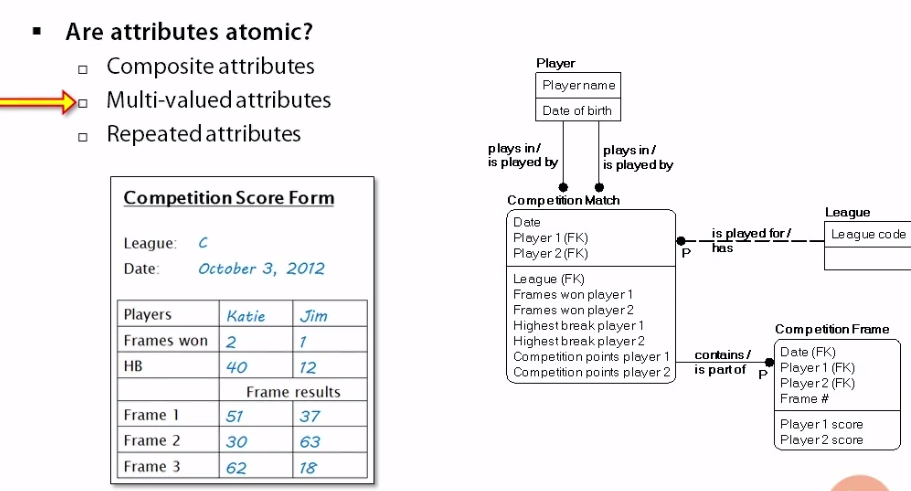 Are attributes atomic?
Composite attributes
Multi-valued attributes
Repeated attributes
Competition Score Form
League: C
Date: October 3, 2012
Players Katie Jim
Frames won 2 1
HB 40 12
Frame results
Frame 1 51 37
Frame 2 30 63
Frame 3 62 18
Player
Player name
Date of birth
plays in /
is played by
plays in /
is played by
Competition Match
Date
Player 1 (FK)
Player 2 (FK)
League (FK)
Frames won player 1
Frames won player 2
Highest break player 1
Highest break player 2
Competition points player 1
Competition points player 2
is played for /
has
P
League
League code
contains /
is part of
P
Competition Frame
Date (FK)
Player 1 (FK)
Player 2 (FK)
Frame #
Player 1 score
Player 2 score